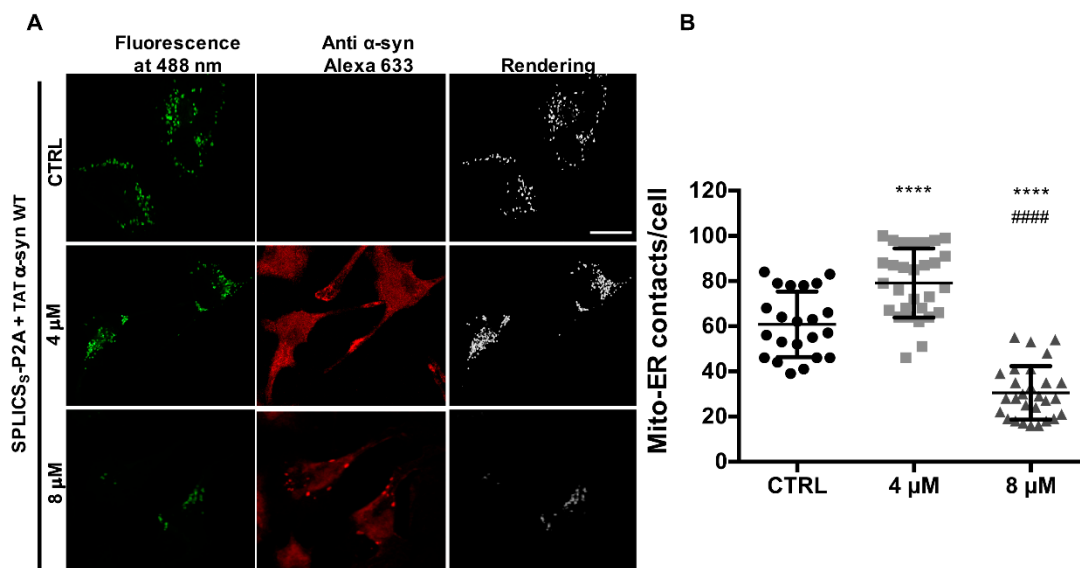 A
Fluorescence
at 488 nm
Anti α-syn
Alexa 633
Rendering
SPLICSS-P2A + TAT α-syn WT
CTRL
4 µM
8 µM
B
Mito-ER contacts/cell
120
100
80
60
40
20
0
****
****
####
CTRL
4 µM
8 µM